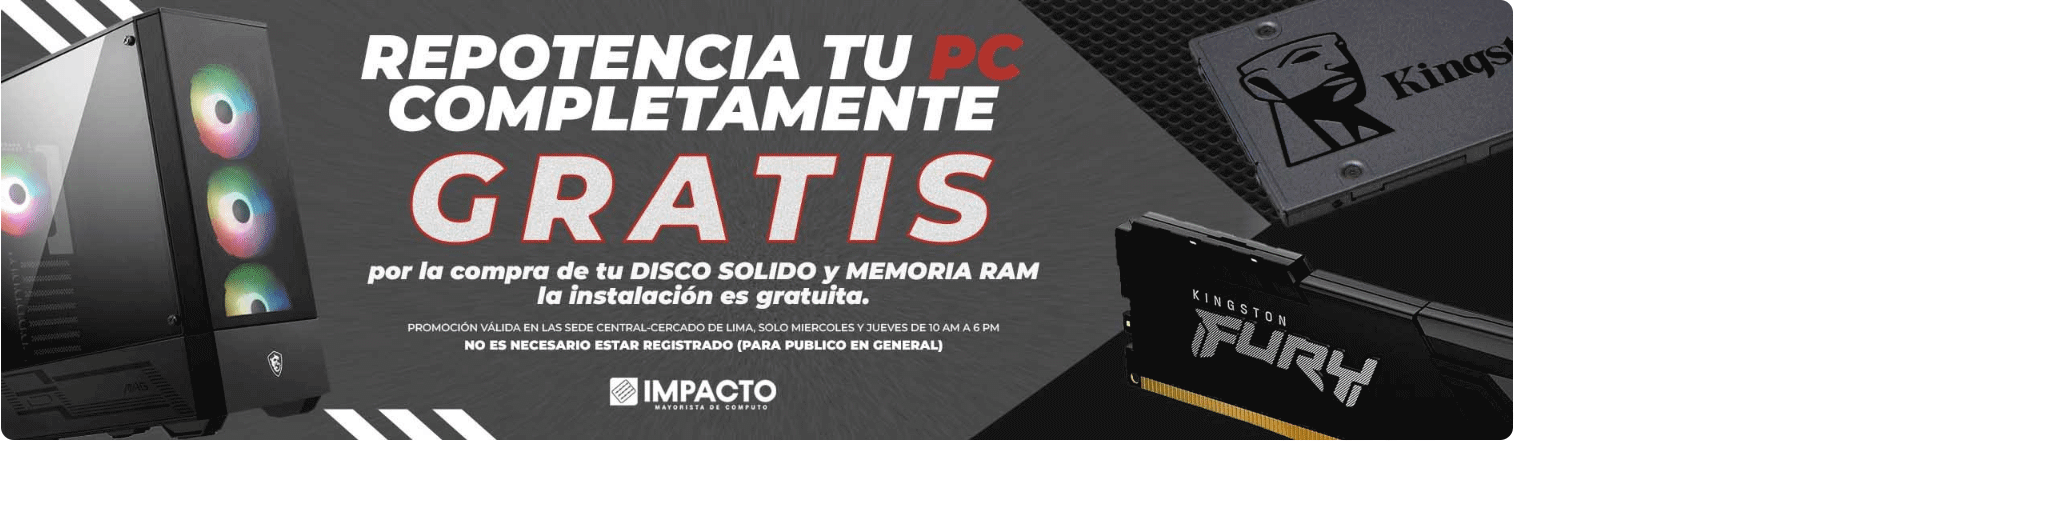 REPOTENCIA TU PC
COMPLETAMENTE
GRATIS
por la compra de tu DISCO SOLIDO y MEMORIA RAM
la instalación es gratuita.
PROMOCIÓN VÁLIDA EN LAS SEDE CENTRAL-CERCADO DE LIMA, SOLO MIERCOLES Y JUEVES DE 10 AM A 6 PM
NO ES NECESARIO ESTAR REGISTRADO (PARA PUBLICO EN GENERAL)
IMPACTO
MAYORISTA DE COMPUTO
Kingst
KINGSTON
FURY